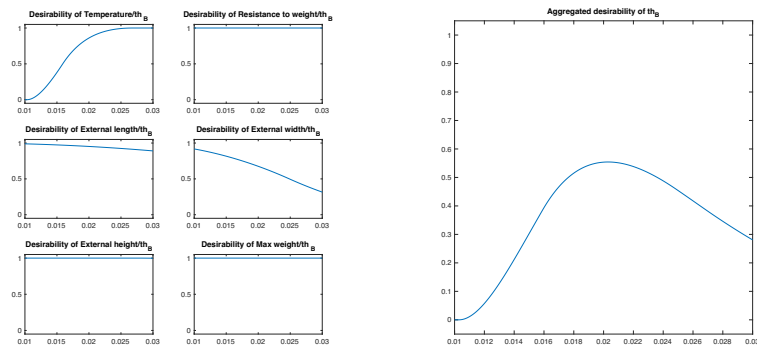 Desirability of Temperature/th_B
1
0.5
0
0.01 0.015 0.02 0.025 0.03
Desirability of Resistance to weight/th_B
1
0.5
0
0.01 0.015 0.02 0.025 0.03
Desirability of External length/th_B
1
0.5
0
0.01 0.015 0.02 0.025 0.03
Desirability of External width/th_B
1
0.5
0
0.01 0.015 0.02 0.025 0.03
Desirability of External height/th_B
1
0.5
0
0.01 0.015 0.02 0.025 0.03
Desirability of Max weight/th_B
1
0.5
0
0.01 0.015 0.02 0.025 0.03
Aggregated desirability of th_B
1
0.9
0.8
0.7
0.6
0.5
0.4
0.3
0.2
0.1
0
0.01 0.012 0.014 0.016 0.018 0.02 0.022 0.024 0.026 0.028 0.03